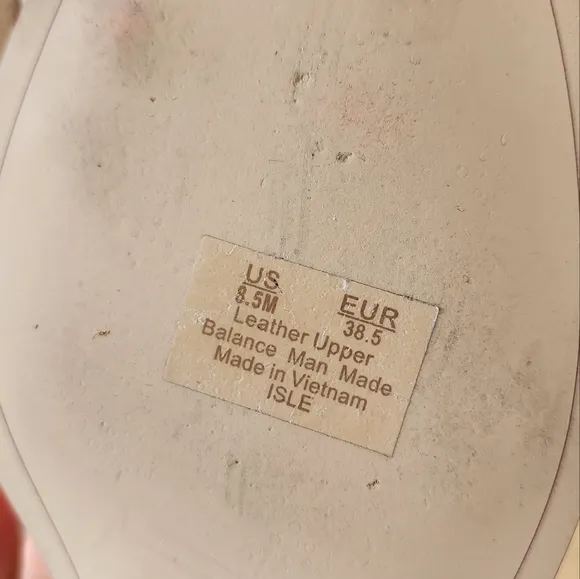 US EUR
8.5M 38.5
Leather Upper
Balance Man Made
Made in Vietnam
ISLE